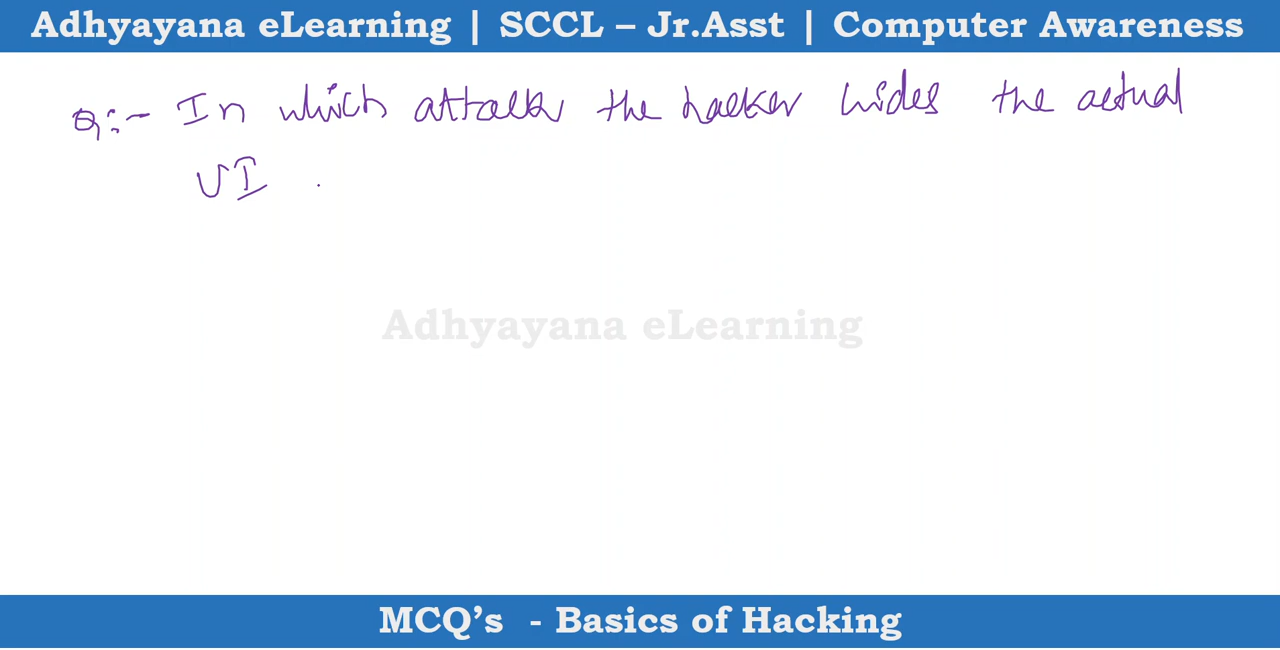 Adhyayana eLearning | SCCL – Jr.Asst | Computer Awareness
Q:- In which attack the hacker hides the actual
UI
Adhyayana eLearning
MCQ's - Basics of Hacking